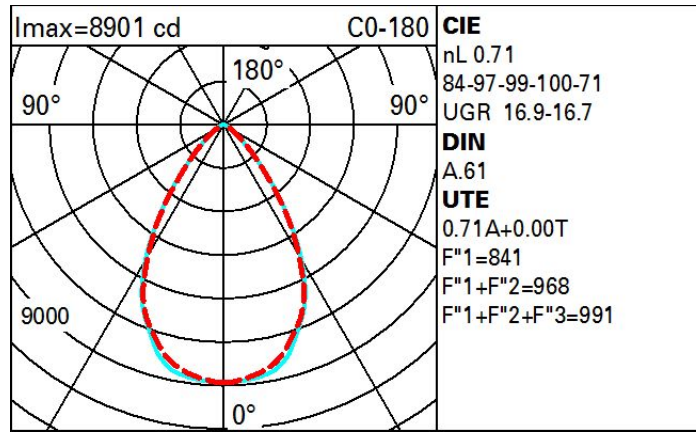 Imax=8901 cd C0-180
180°
90° 90°
9000
0°
CIE
nL 0.71
84-97-99-100-71
UGR 16.9-16.7
DIN
A.61
UTE
0.71A+0.00T
F"1=841
F"1+F"2=968
F"1+F"2+F"3=991